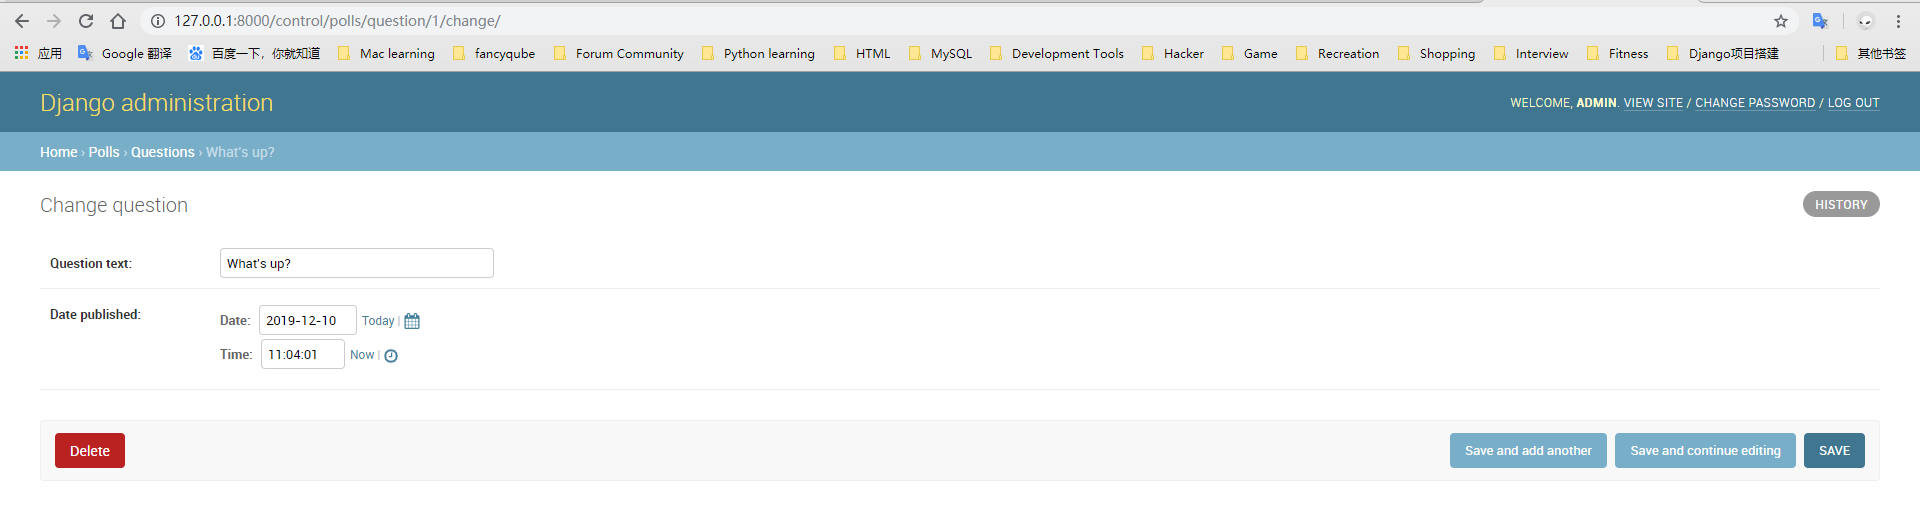 127.0.0.1:8000/control/polls/question/1/change/
应用 Google 翻译 百度一下，你就知道 Mac learning fancyqube Forum Community Python learning HTML MySQL Development Tools Hacker Game Recreation Shopping Interview Fitness Django项目搭建 其他书签
Django administration WELCOME, ADMIN. VIEW SITE / CHANGE PASSWORD / LOG OUT
Home › Polls › Questions › What's up?
Change question HISTORY
Question text: What's up?
Date published: Date: 2019-12-10 Today |
Time: 11:04:01 Now |
Delete Save and add another Save and continue editing SAVE